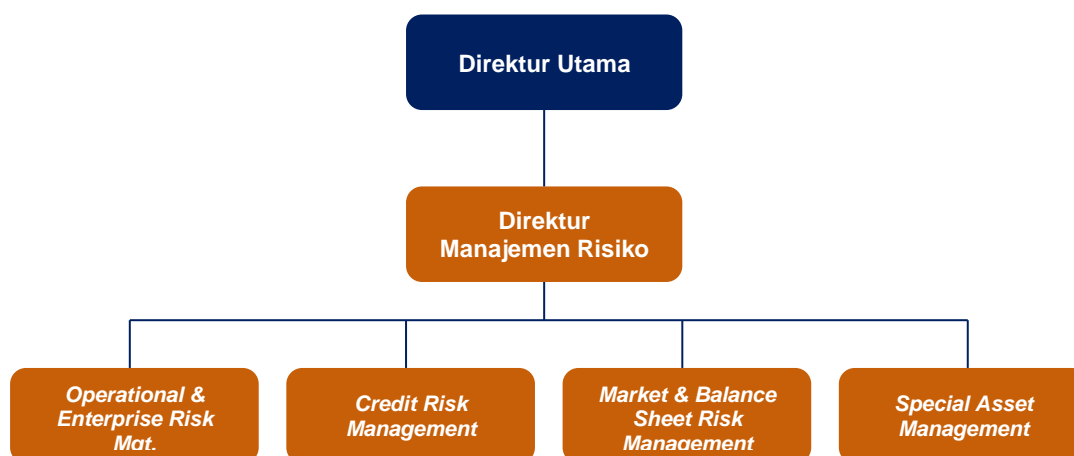 Direktur Utama
Direktur
Manajemen Risiko
Operational &
Enterprise Risk
Mgt.
Credit Risk
Management
Market & Balance
Sheet Risk
Management
Special Asset
Management